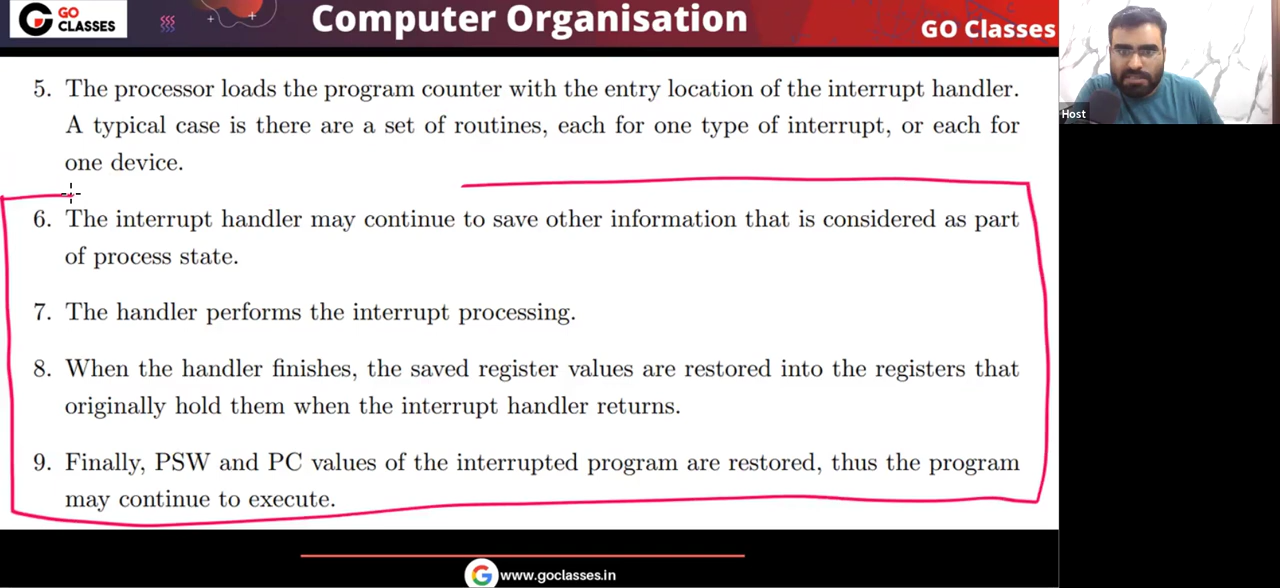 GO
CLASSES
Computer Organisation
GO Classes
5. The processor loads the program counter with the entry location of the interrupt handler.
A typical case is there are a set of routines, each for one type of interrupt, or each for
one device.
Host
6. The interrupt handler may continue to save other information that is considered as part
of process state.
7. The handler performs the interrupt processing.
8. When the handler finishes, the saved register values are restored into the registers that
originally hold them when the interrupt handler returns.
9. Finally, PSW and PC values of the interrupted program are restored, thus the program
may continue to execute.
www.goclasses.in